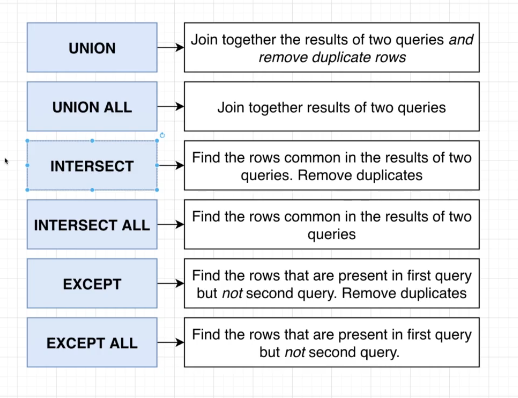 UNION
Join together the results of two queries and
remove duplicate rows
UNION ALL
Join together results of two queries
INTERSECT
Find the rows common in the results of two
queries. Remove duplicates
INTERSECT ALL
Find the rows common in the results of two
queries
EXCEPT
Find the rows that are present in first query
but not second query. Remove duplicates
EXCEPT ALL
Find the rows that are present in first query
but not second query.